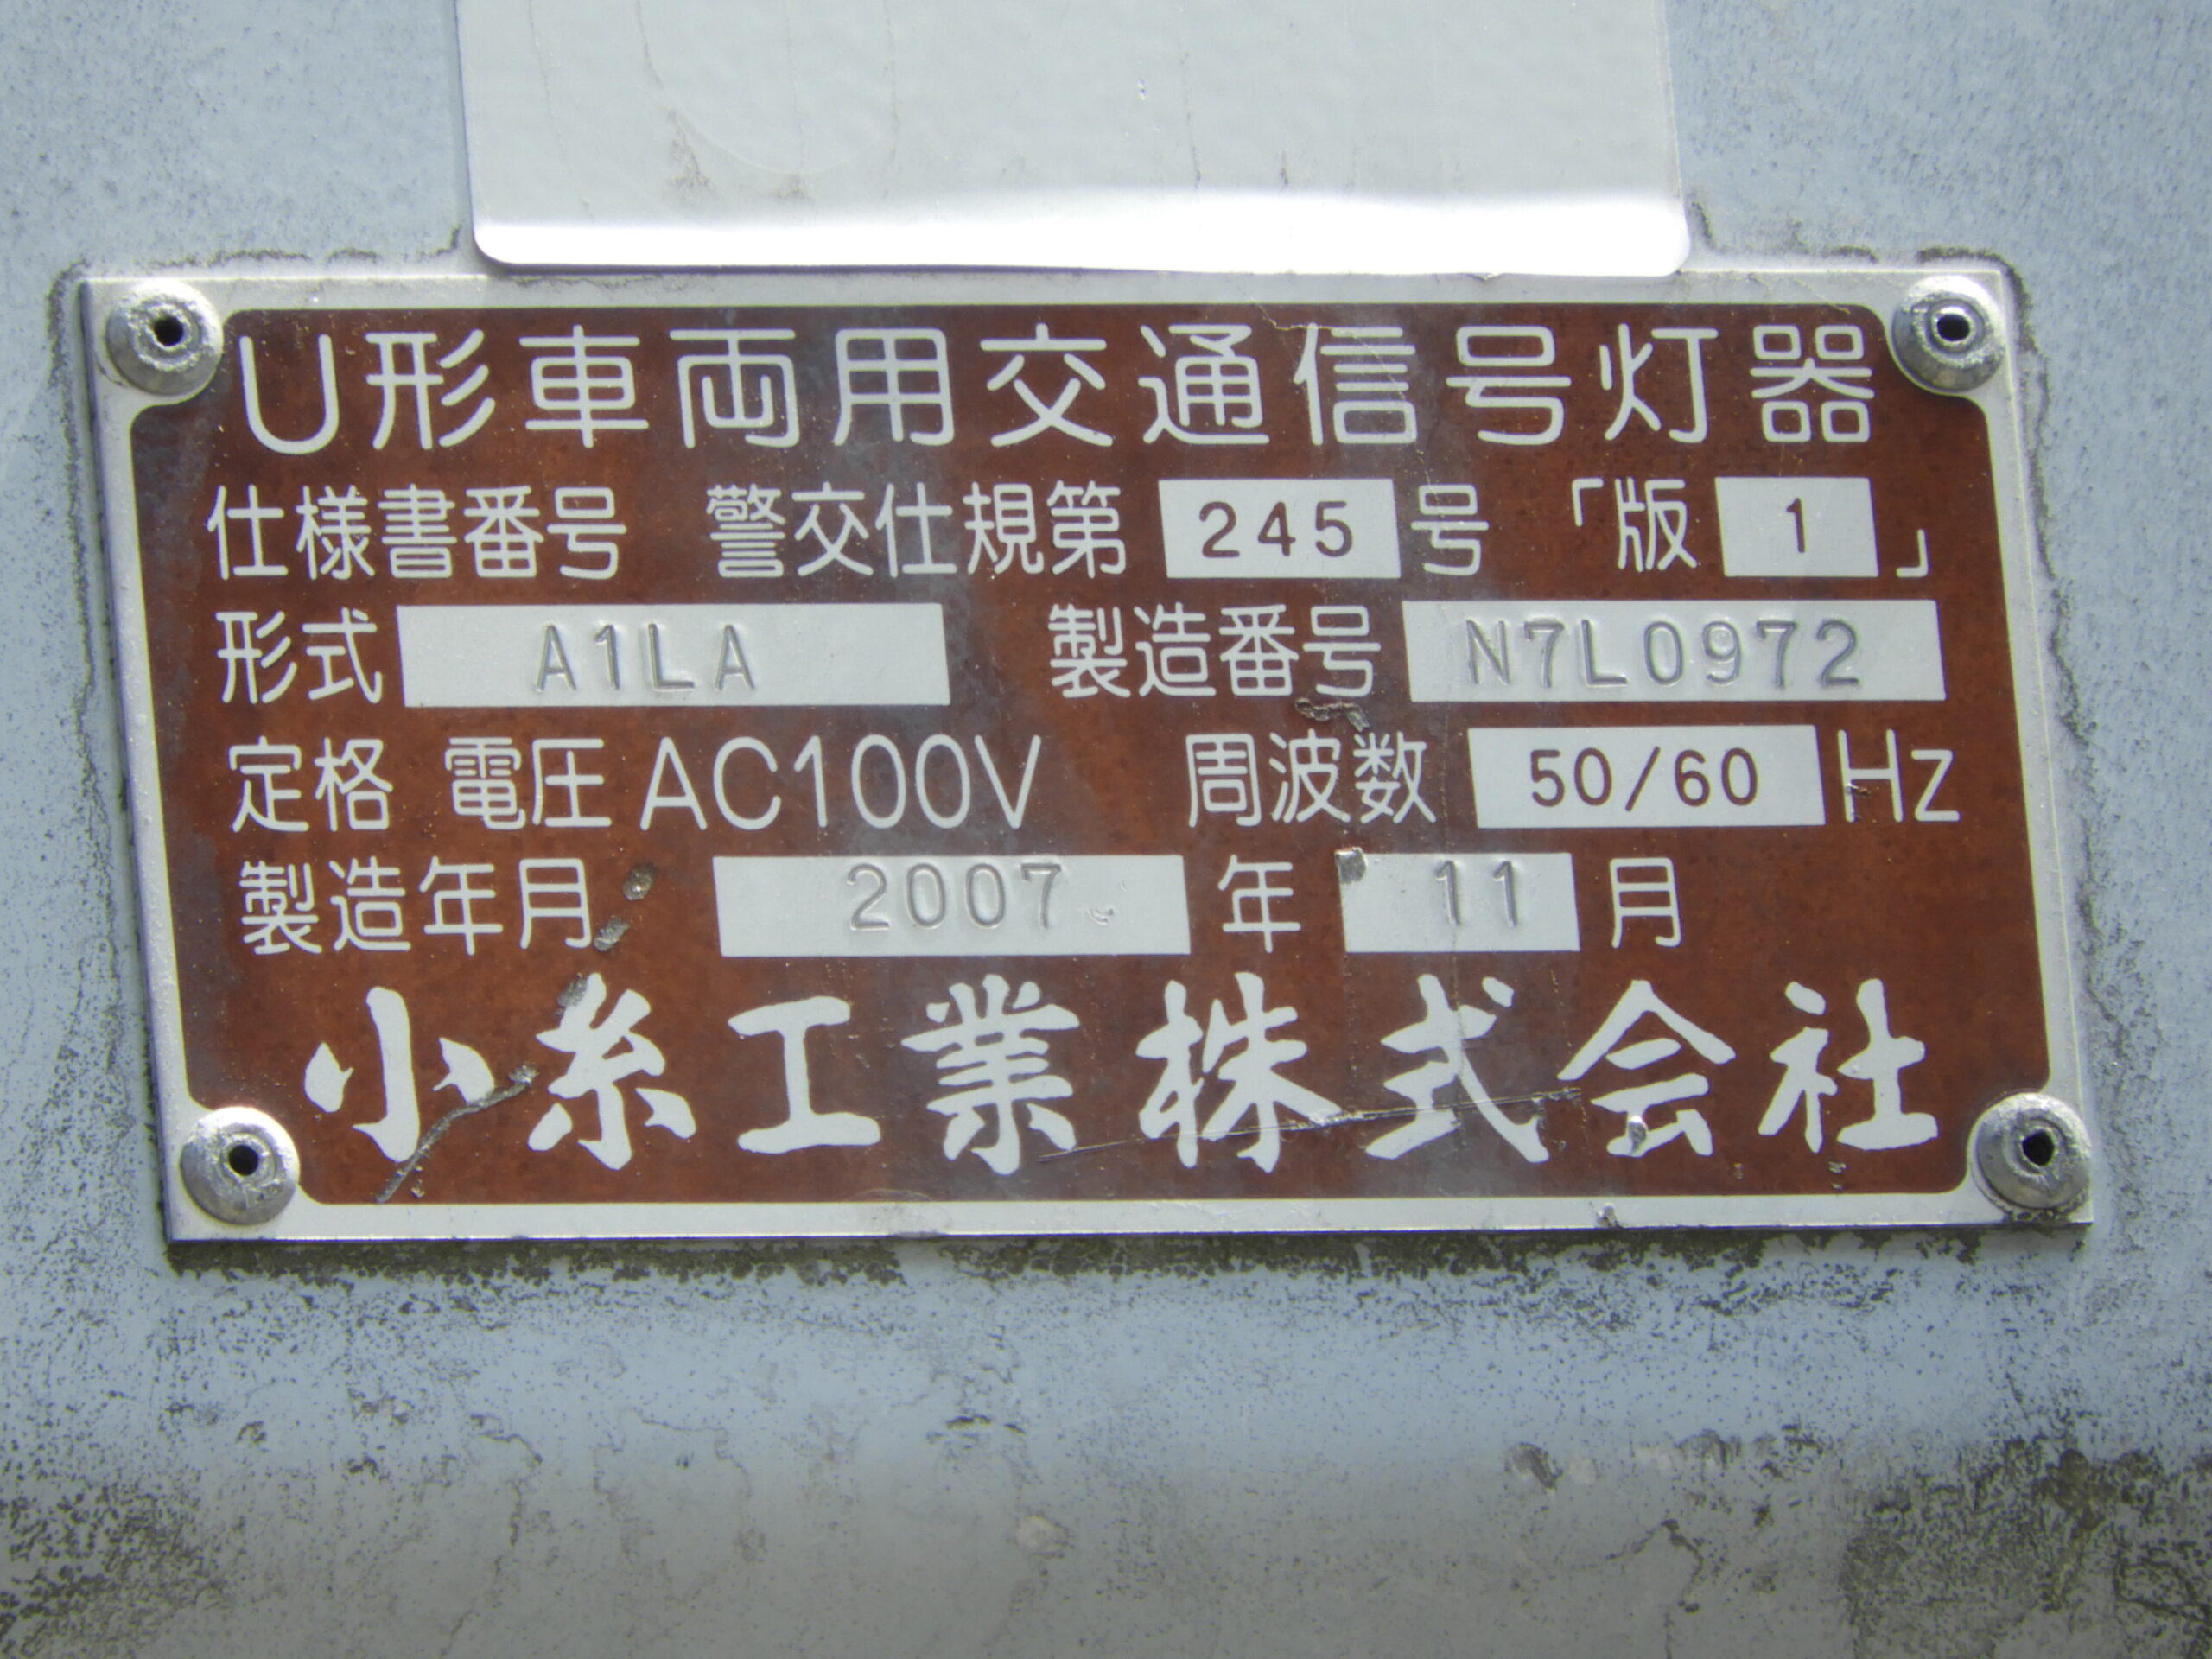 U形車両用交通信号灯器
仕様書番号 警交仕規第 245 号 「版 1 」
形式 A1LA 製造番号 N7L0972
定格 電圧 AC100V 周波数 50/60 Hz
製造年月 2007 年 11 月
小糸工業株式会社